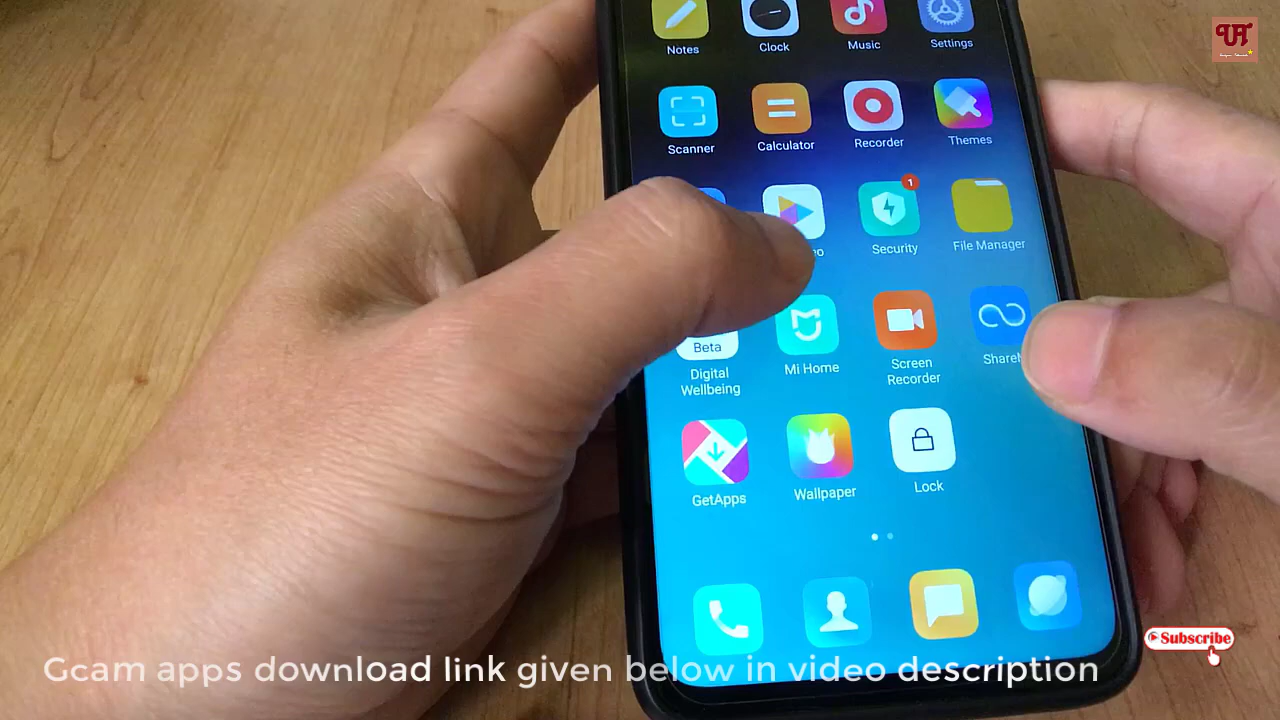 Notes
Clock
Music
Settings
Scanner
Calculator
Recorder
Themes
1
Security
File Manager
Beta
Digital
Wellbeing
Mi Home
Screen
Recorder
GetApps
Wallpaper
Lock
Subscribe
Gcam apps download link given below in video description